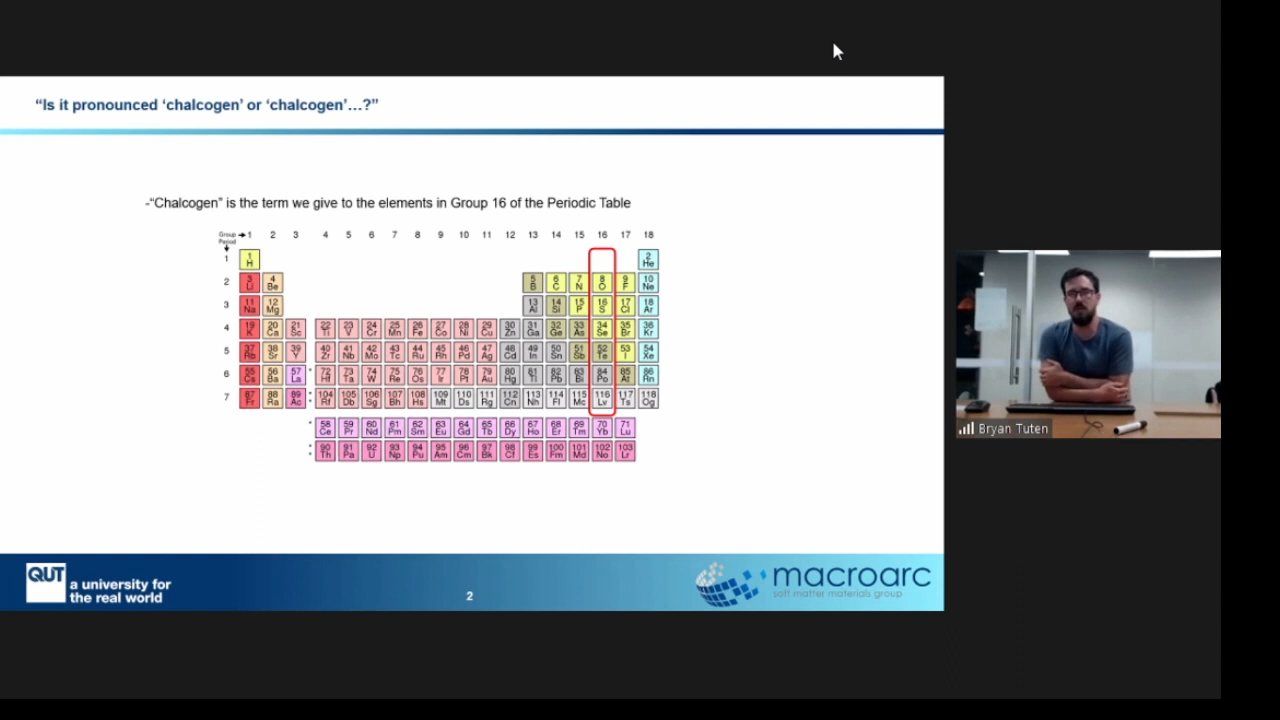 “Is it pronounced ‘chalcogen’ or ‘chalcogen’…?”
-“Chalcogen” is the term we give to the elements in Group 16 of the Periodic Table
Group 1 2 3 4 5 6 7 8 9 10 11 12 13 14 15 16 17 18
Period
1 1 H 2 He
2 3 Li 4 Be 5 B 6 C 7 N 8 O 9 F 10 Ne
3 11 Na 12 Mg 13 Al 14 Si 15 P 16 S 17 Cl 18 Ar
4 19 K 20 Ca 21 Sc 22 Ti 23 V 24 Cr 25 Mn 26 Fe 27 Co 28 Ni 29 Cu 30 Zn 31 Ga 32 Ge 33 As 34 Se 35 Br 36 Kr
5 37 Rb 38 Sr 39 Y 40 Zr 41 Nb 42 Mo 43 Tc 44 Ru 45 Rh 46 Pd 47 Ag 48 Cd 49 In 50 Sn 51 Sb 52 Te 53 I 54 Xe
6 55 Cs 56 Ba 57 La * 72 Hf 73 Ta 74 W 75 Re 76 Os 77 Ir 78 Pt 79 Au 80 Hg 81 Tl 82 Pb 83 Bi 84 Po 85 At 86 Rn
7 87 Fr 88 Ra 89 Ac * * 104 Rf 105 Db 106 Sg 107 Bh 108 Hs 109 Mt 110 Ds 111 Rg 112 Cn 113 Nh 114 Fl 115 Mc 116 Lv 117 Ts 118 Og
* 58 Ce 59 Pr 60 Nd 61 Pm 62 Sm 63 Eu 64 Gd 65 Tb 66 Dy 67 Ho 68 Er 69 Tm 70 Yb 71 Lu
* * 90 Th 91 Pa 92 U 93 Np 94 Pu 95 Am 96 Cm 97 Bk 98 Cf 99 Es 100 Fm 101 Md 102 No 103 Lr
Bryan Tuten
QUT
a university for
the real world
2
macroarc
soft matter materials group